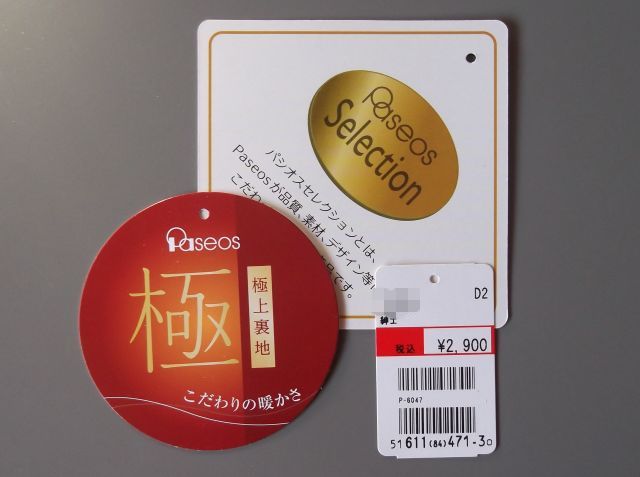 Paseos
Selection
パシオスセレクションとは、
Paseosが品質、素材、デザイン等
こだわ
品です。
Paseos
極
極上裏地
こだわりの暖かさ
D2
紳士
税込 ¥2,900
P-6047
51611(84)471-3